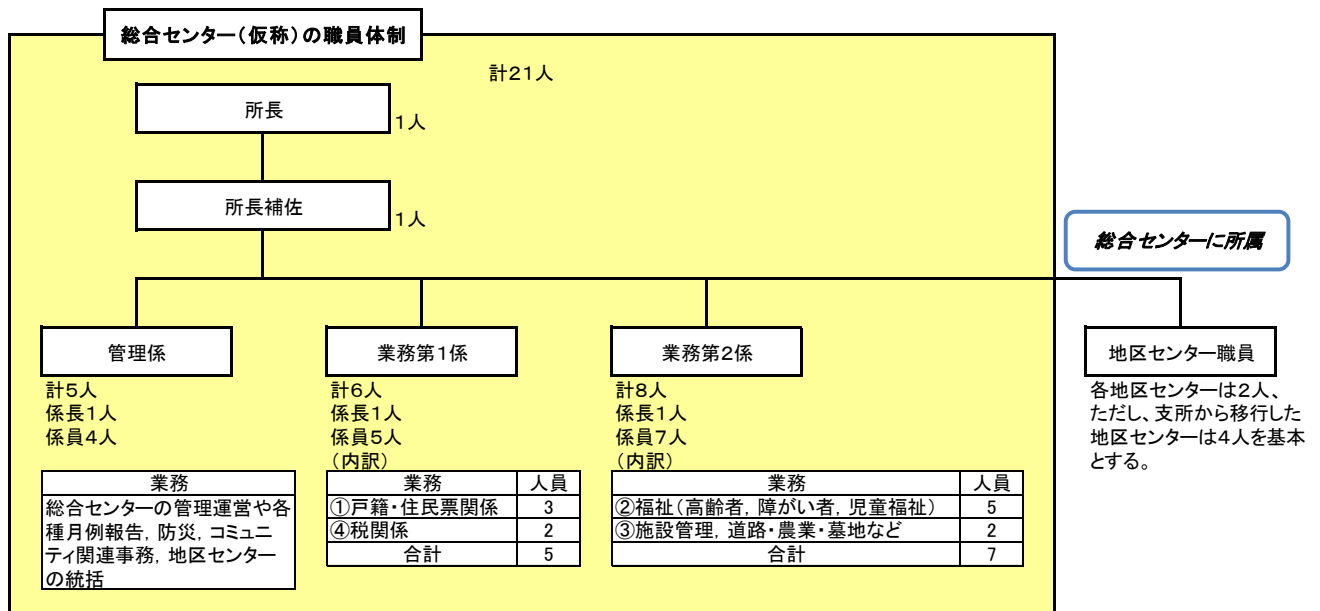 総合センター（仮称）の職員体制
計２１人
所長
１人
所長補佐
１人
総合センターに所属
管理係
計５人
係長１人
係員４人
業務
総合センターの管理運営や各
種月例報告, 防災, コミュニ
ティ関連事務, 地区センター
の統括
業務第１係
計６人
係長１人
係員５人
（内訳）
業務 人員
①戸籍・住民票関係 3
④税関係 2
合計 5
業務第２係
計８人
係長１人
係員７人
（内訳）
業務 人員
②福祉（高齢者, 障がい者, 児童福祉） 5
③施設管理, 道路・農業・墓地など 2
合計 7
地区センター職員
各地区センターは２人、
ただし、支所から移行した
地区センターは４人を基本
とする。